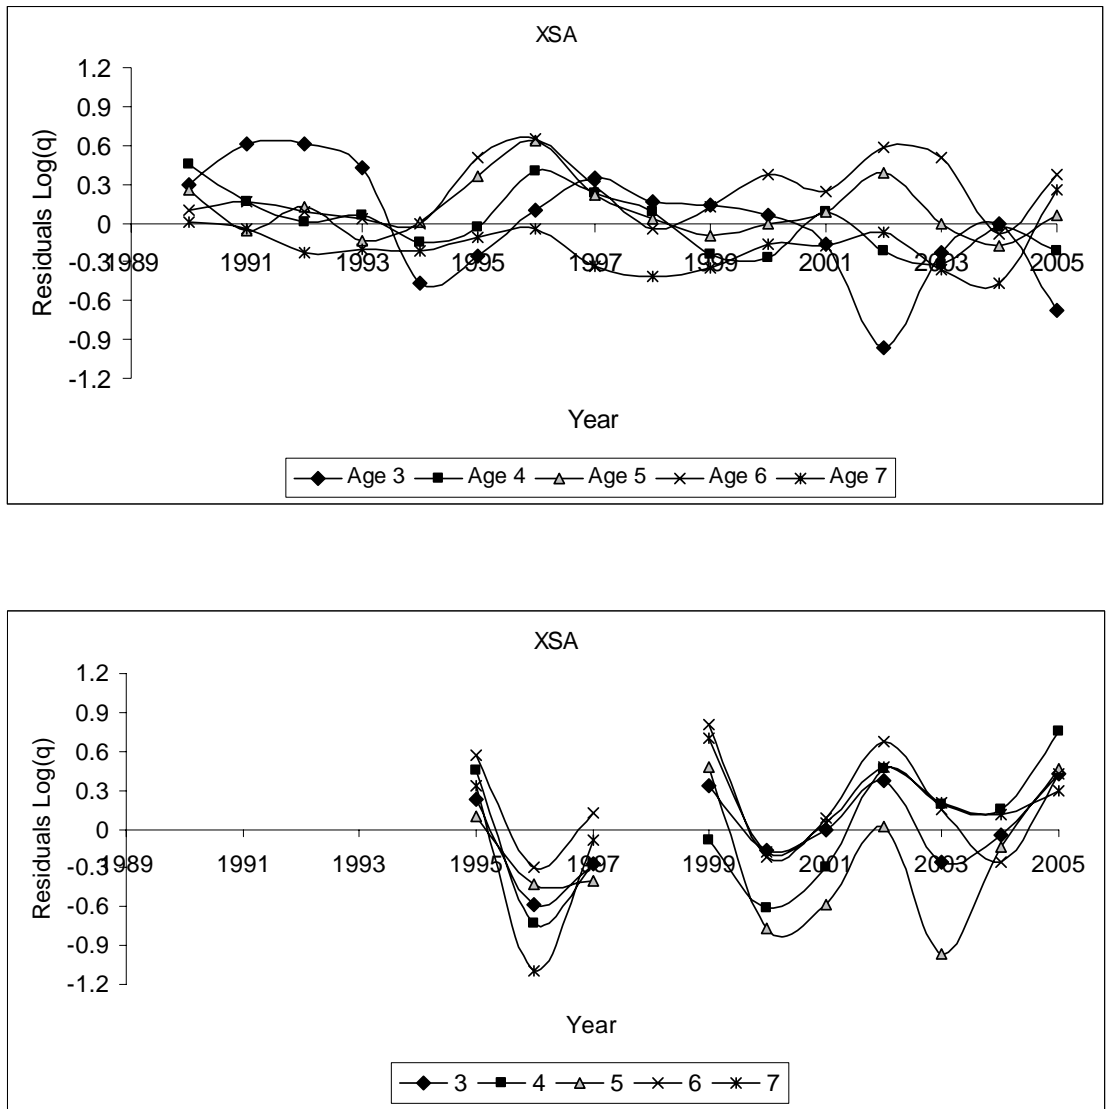 XSA
1.2
0.9
0.6
0.3
0
-0.3
-0.6
-0.9
-1.2
Residuals Log(q)
1989 1991 1993 1995 1997 1999 2001 2003 2005
Year
Age 3 Age 4 Age 5 Age 6 Age 7
XSA
1.2
0.9
0.6
0.3
0
-0.3
-0.6
-0.9
-1.2
Residuals Log(q)
1989 1991 1993 1995 1997 1999 2001 2003 2005
Year
3 4 5 6 7